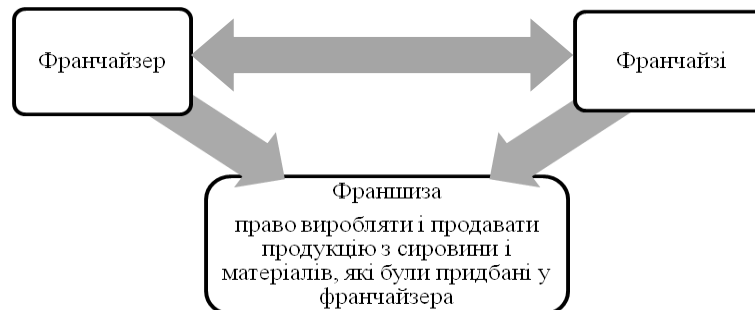 Франчайзер
Франчайзі
Франшиза
право виробляти і продавати
продукцію з сировини і
матеріалів, які були придбані у
франчайзера